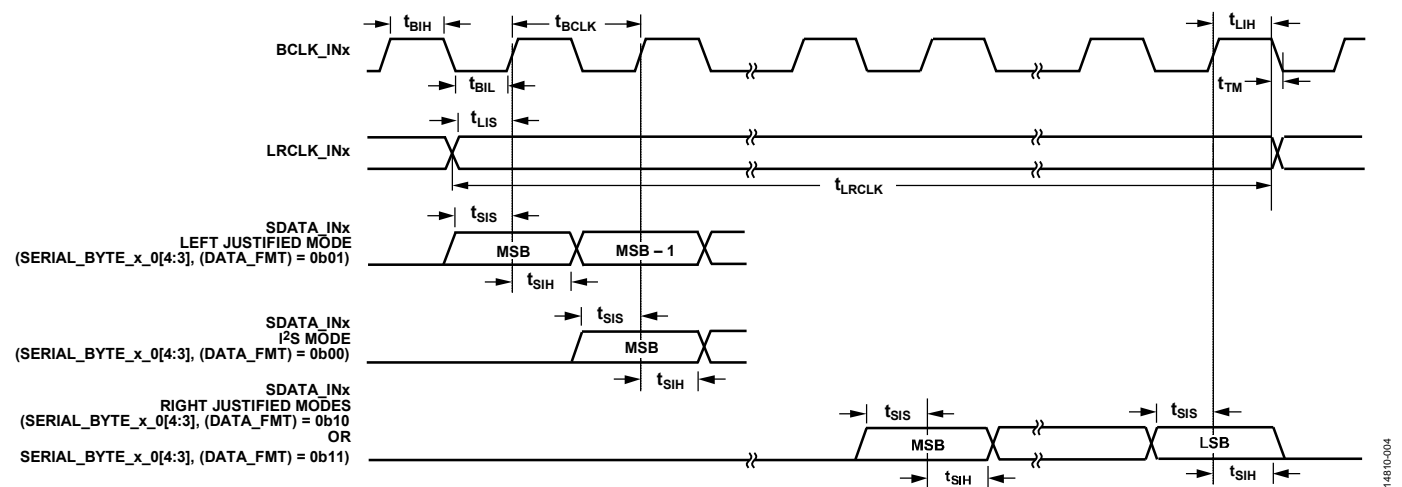 tBIH
tBCLK
tLIH
BCLK_INx
tBIL
tTM
tLIS
LRCLK_INx
tLRCLK
tSIS
SDATA_INx
LEFT JUSTIFIED MODE
(SERIAL_BYTE_x_0[4:3], (DATA_FMT) = 0b01)
MSB
MSB – 1
tSIH
tSIS
SDATA_INx
I2S MODE
(SERIAL_BYTE_x_0[4:3], (DATA_FMT) = 0b00)
MSB
tSIH
SDATA_INx
RIGHT JUSTIFIED MODES
(SERIAL_BYTE_x_0[4:3], (DATA_FMT) = 0b10
OR
SERIAL_BYTE_x_0[4:3], (DATA_FMT) = 0b11)
tSIS
tSIS
MSB
LSB
tSIH
tSIH
14810-004